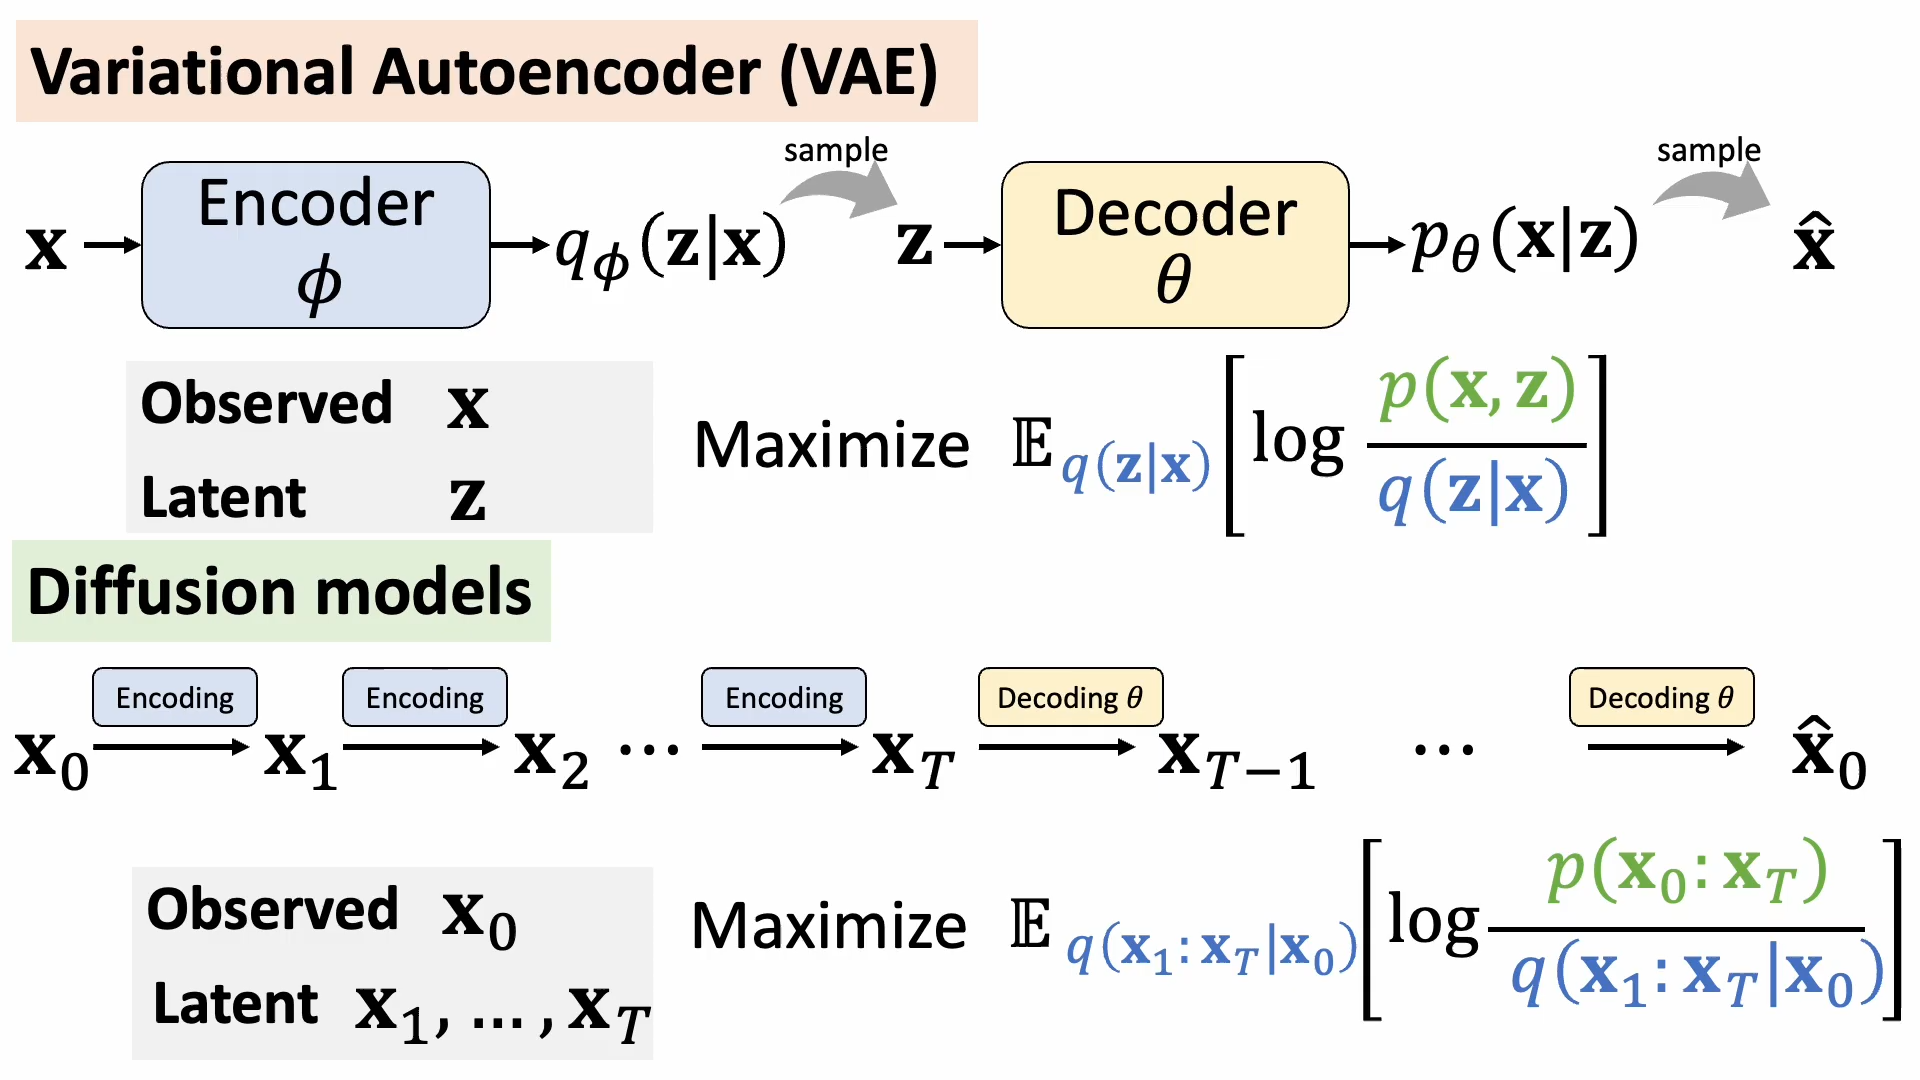 Variational Autoencoder (VAE)
sample sample
x Encoder ϕ q_ϕ(z|x) z Decoder θ p_θ(x|z) x̂
Observed x
Latent z
Maximize 𝔼_{q(z|x)} [log p(x, z) / q(z|x)]
Diffusion models
Encoding Encoding Encoding Decoding θ Decoding θ
x_0 x_1 x_2 ⋯ x_T x_{T−1} ⋯ x̂_0
Observed x_0
Latent x_1, … , x_T
Maximize 𝔼_{q(x_1:x_T|x_0)} [log p(x_0:x_T) / q(x_1:x_T|x_0)]